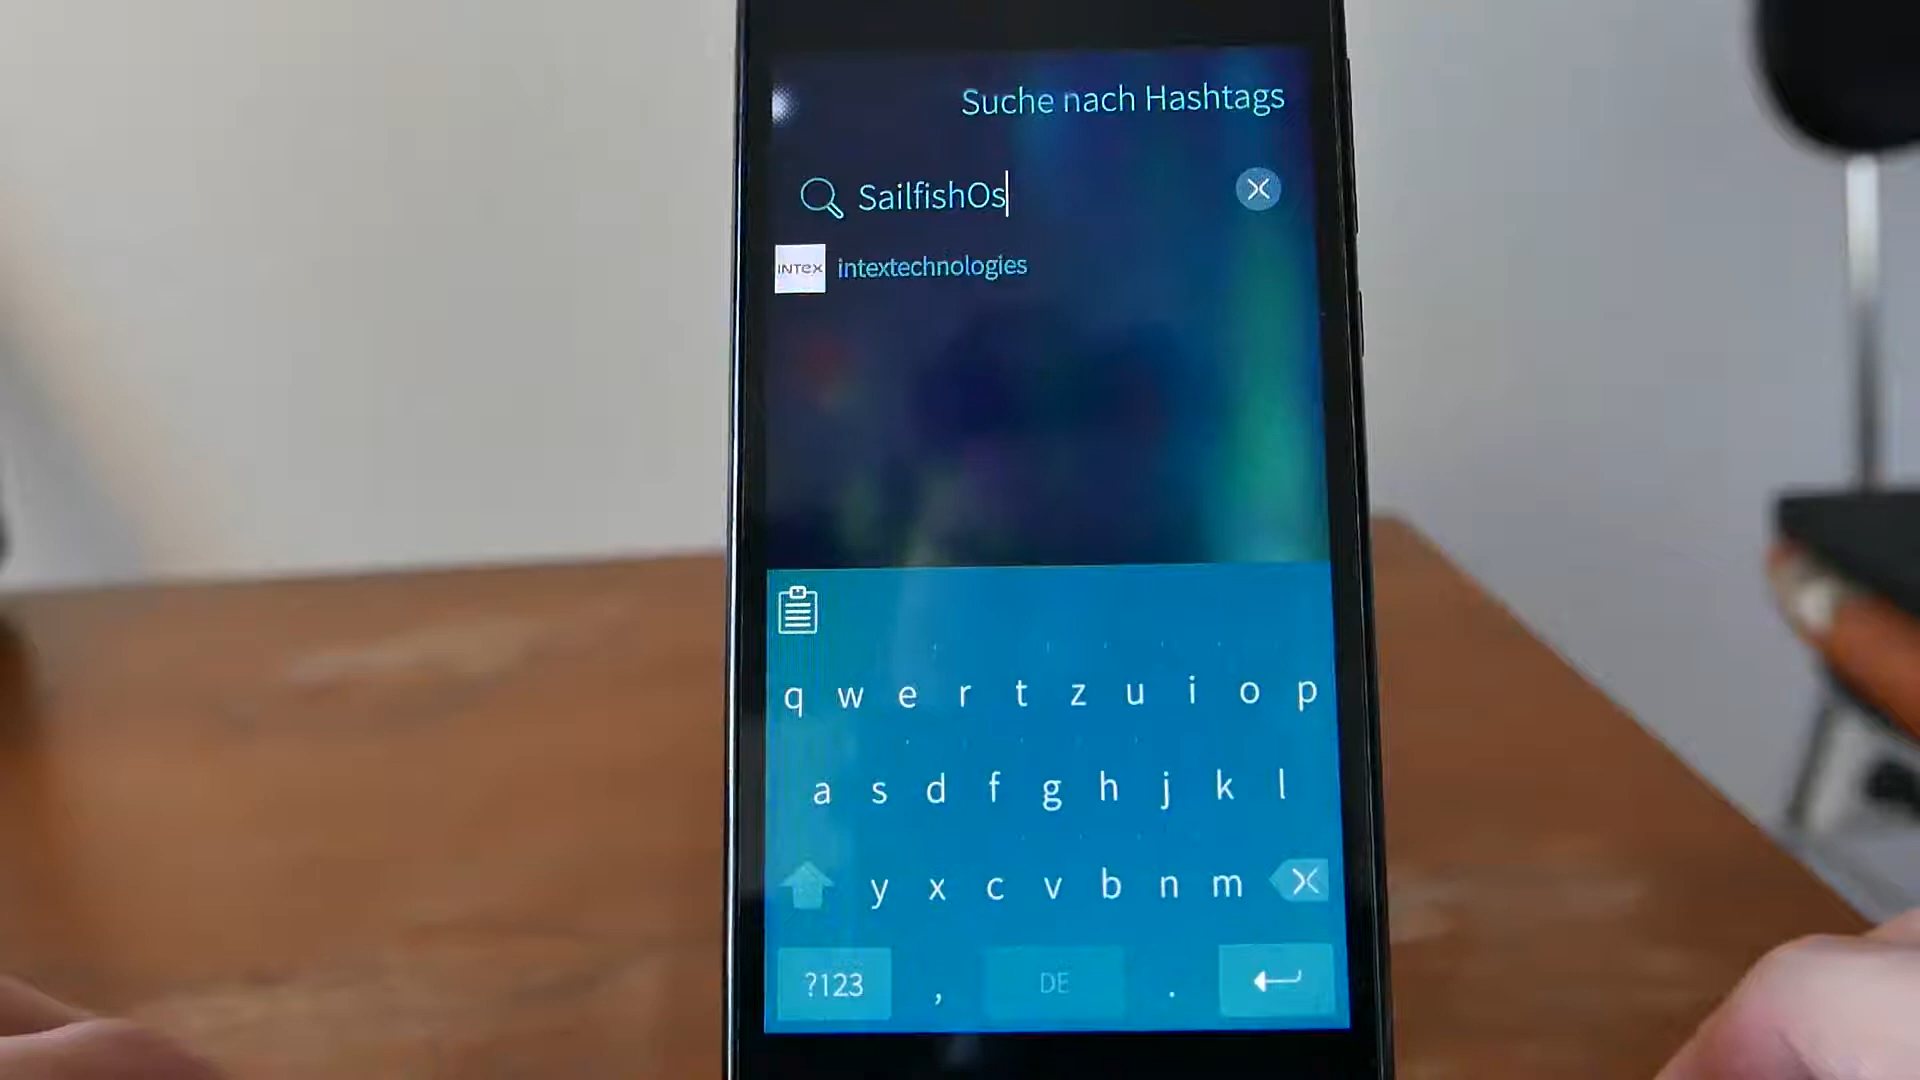 Suche nach Hashtags
SailfishOs
INTEX intextechnologies
q w e r t z u i o p
a s d f g h j k l
y x c v b n m
?123 , DE .